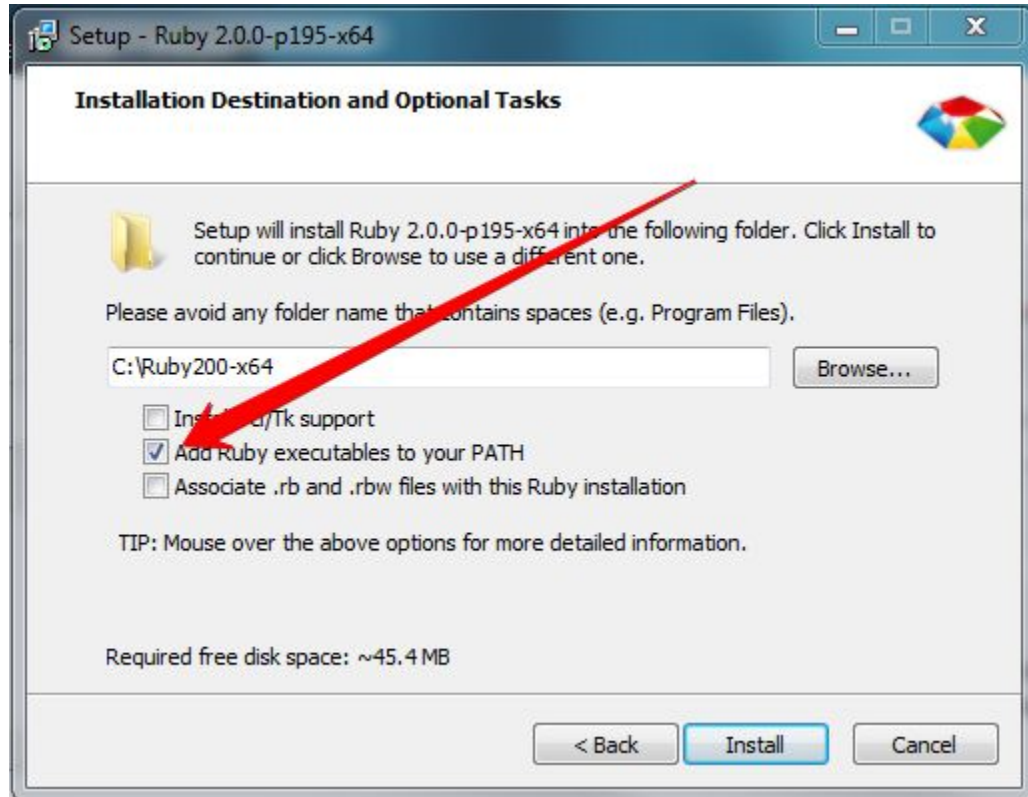 Setup - Ruby 2.0.0-p195-x64
Installation Destination and Optional Tasks
Setup will install Ruby 2.0.0-p195-x64 into the following folder. Click Install to
continue or click Browse to use a different one.
Please avoid any folder name that contains spaces (e.g. Program Files).
C:\Ruby200-x64
Browse...
Install Tcl/Tk support
Add Ruby executables to your PATH
Associate .rb and .rbw files with this Ruby installation
TIP: Mouse over the above options for more detailed information.
Required free disk space: ~45.4 MB
< Back Install Cancel